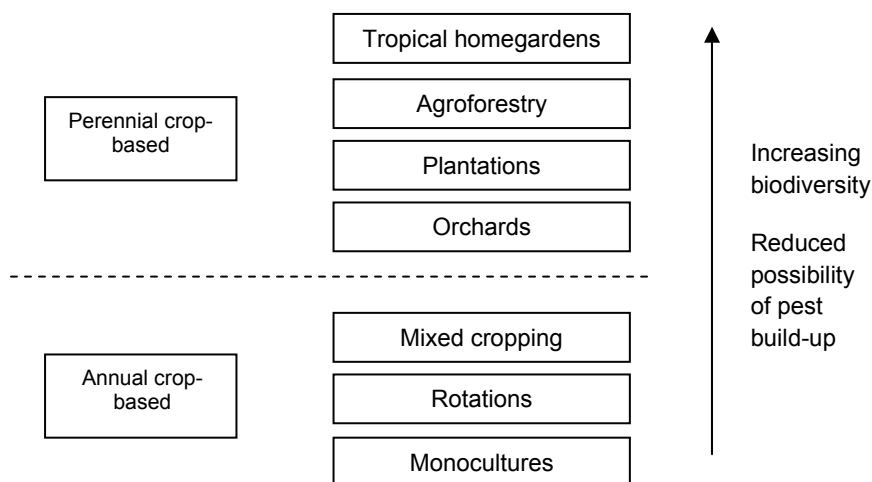 Tropical homegardens
Agroforestry
Perennial crop-
based
Plantations
Orchards
Increasing
biodiversity
Reduced
possibility
of pest
build-up
Mixed cropping
Annual crop-
based
Rotations
Monocultures